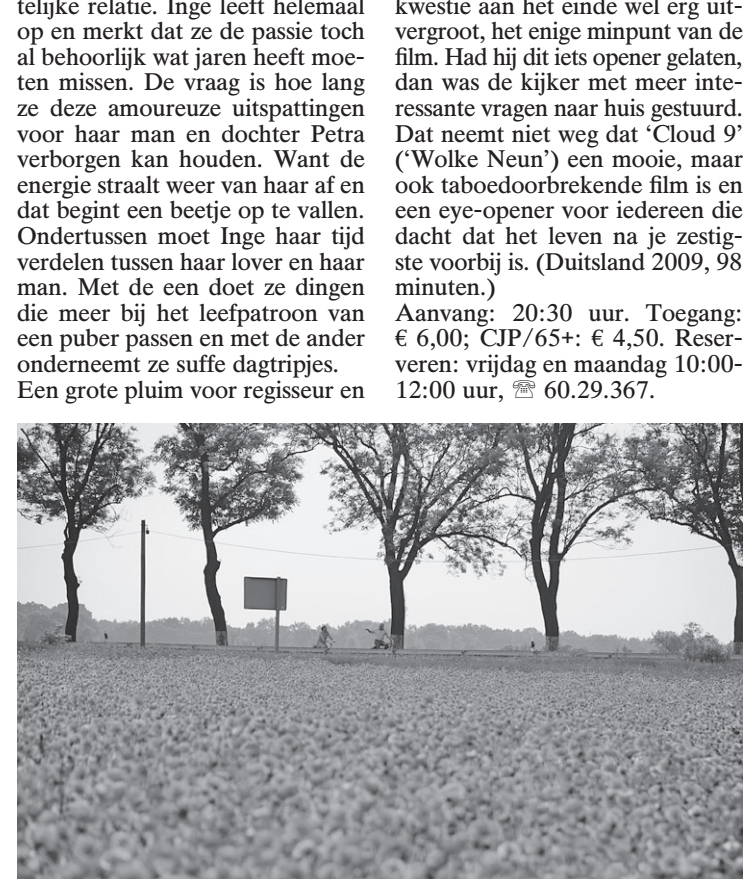 telijke relatie. Inge leeft helemaal
op en merkt dat ze de passie toch
al behoorlijk wat jaren heeft moe-
ten missen. De vraag is hoe lang
ze deze amoureuze uitspattingen
voor haar man en dochter Petra
verborgen kan houden. Want de
energie straalt weer van haar af en
dat begint een beetje op te vallen.
Ondertussen moet Inge haar tijd
verdelen tussen haar lover en haar
man. Met de een doet ze dingen
die meer bij het leefpatroon van
een puber passen en met de ander
onderneemt ze suffe dagtripjes.
Een grote pluim voor regisseur en
kwestie aan het einde wel erg uit-
vergroot, het enige minpunt van de
film. Had hij dit iets opener gelaten,
dan was de kijker met meer inte-
ressante vragen naar huis gestuurd.
Dat neemt niet weg dat ‘Cloud 9’
(‘Wolke Neun’) een mooie, maar
ook taboedoorbrekende film is en
een eye-opener voor iedereen die
dacht dat het leven na je zestig-
ste voorbij is. (Duitsland 2009, 98
minuten.)
Aanvang: 20:30 uur. Toegang:
€ 6,00; CJP/65+: € 4,50. Reser-
veren: vrijdag en maandag 10:00-
12:00 uur, ☏ 60.29.367.